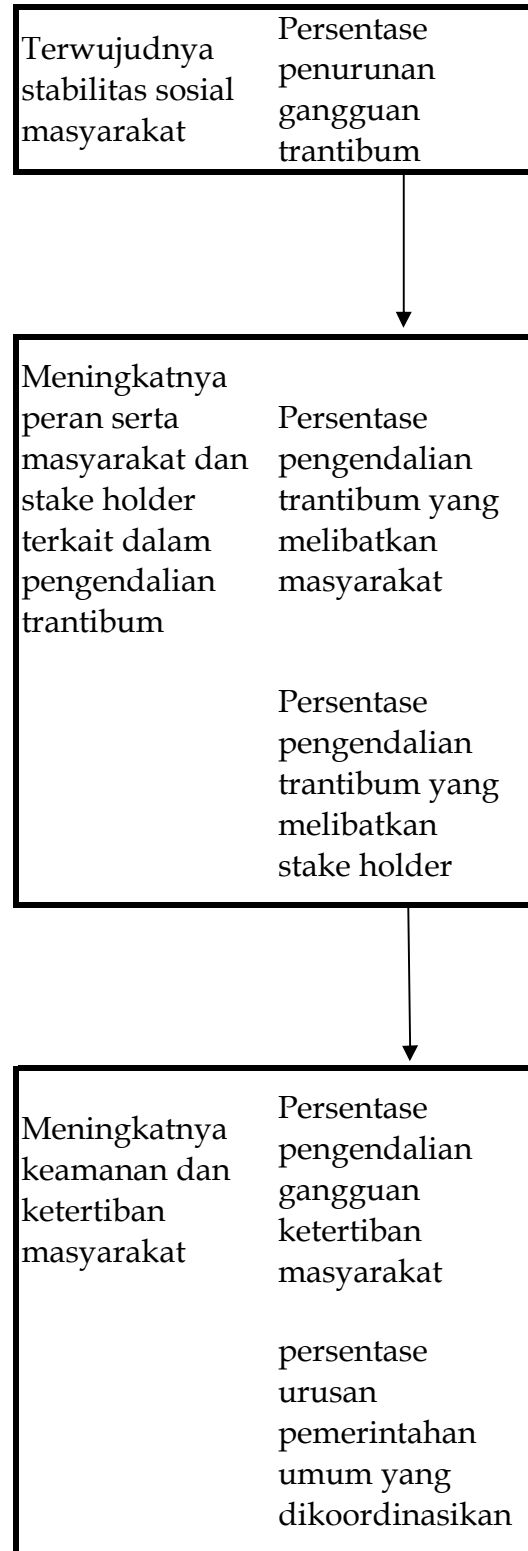 Terwujudnya
stabilitas sosial
masyarakat
Persentase
penurunan
gangguan
trantibum
Meningkatnya
peran serta
masyarakat dan
stake holder
terkait dalam
pengendalian
trantibum
Persentase
pengendalian
trantibum yang
melibatkan
masyarakat
Persentase
pengendalian
trantibum yang
melibatkan
stake holder
Meningkatnya
keamanan dan
ketertiban
masyarakat
Persentase
pengendalian
gangguan
ketertiban
masyarakat
persentase
urusan
pemerintahan
umum yang
dikoordinasikan